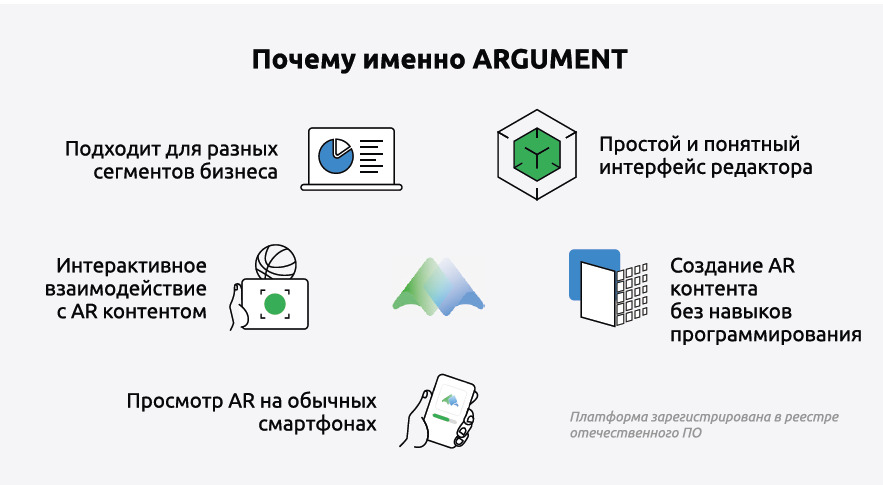 Почему именно ARGUMENT
Подходит для разных
сегментов бизнеса
Простой и понятный
интерфейс редактора
Интерактивное
взаимодействие
с AR контентом
Создание AR
контента
без навыков
программирования
Просмотр AR на обычных
смартфонах
Платформа зарегистрирована в реестре
отечественного ПО